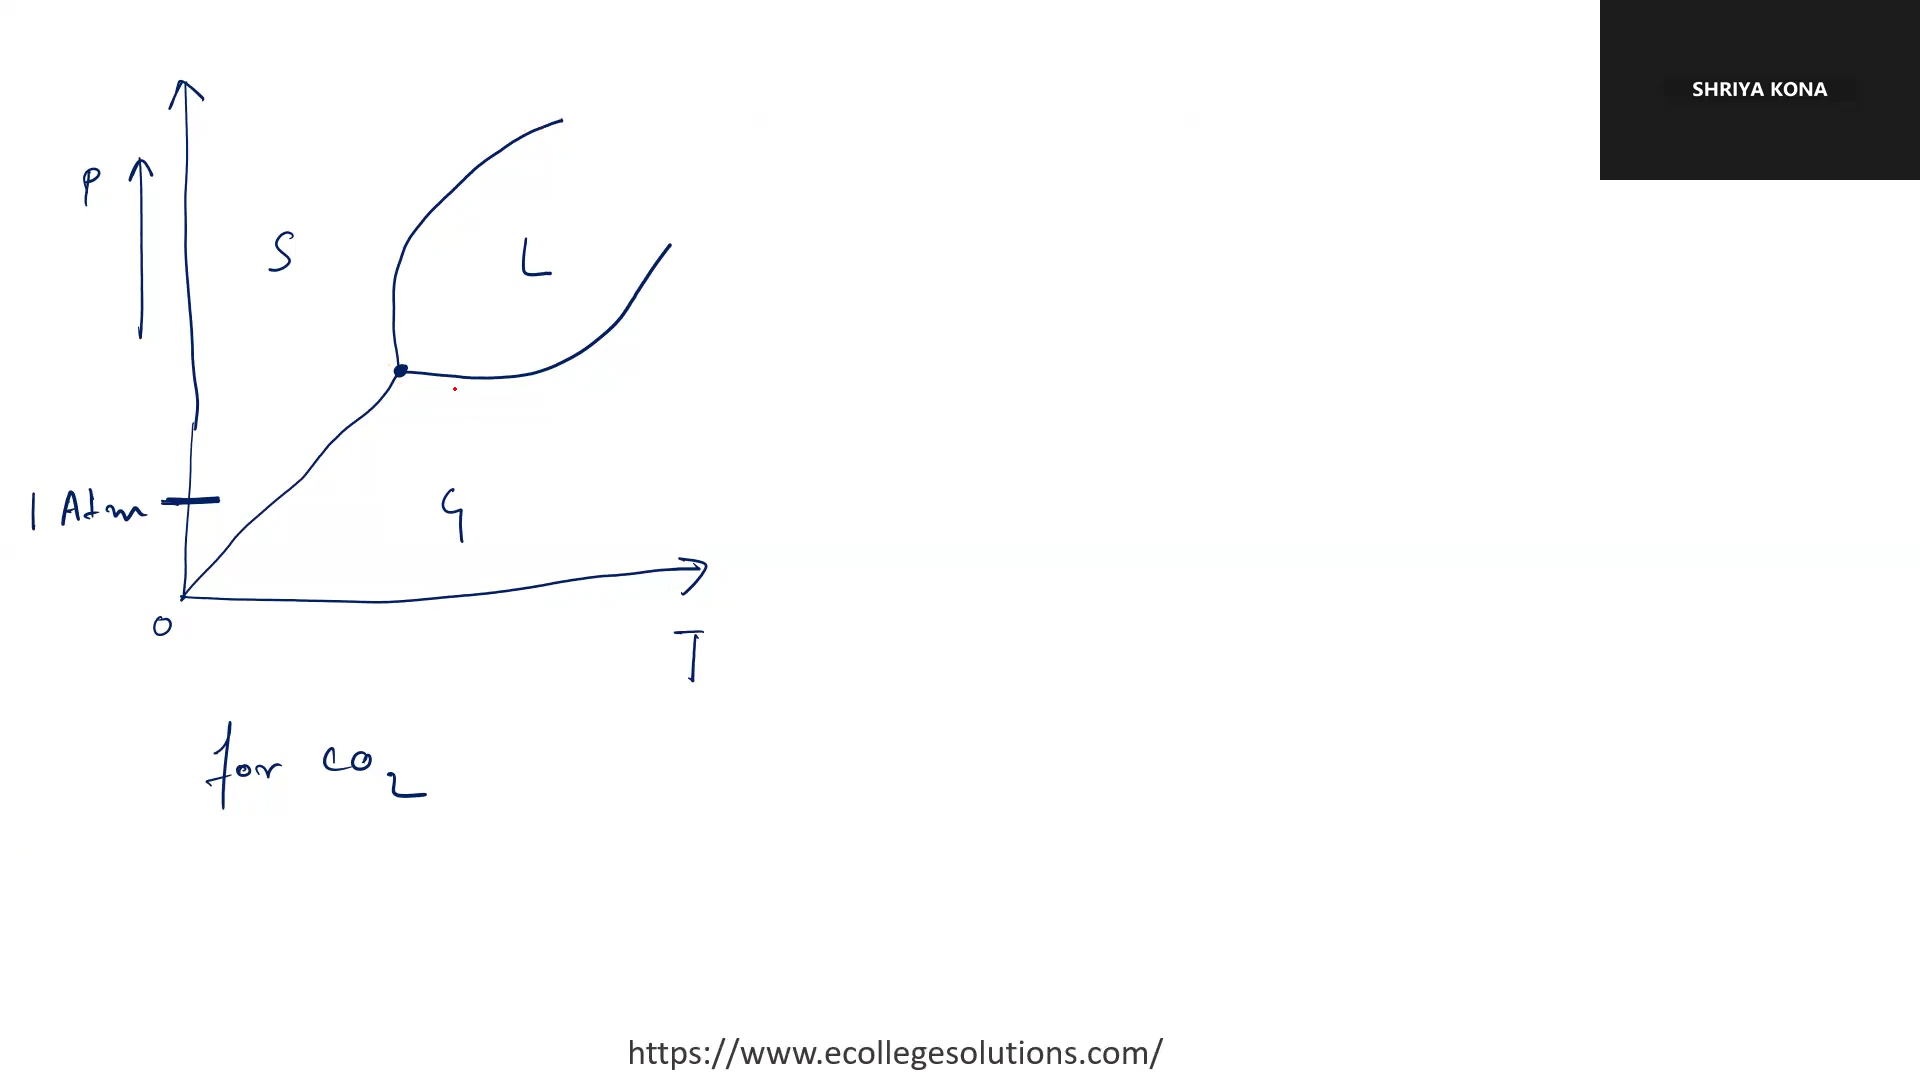 SHRIYA KONA
P
S
L
1 Atm
G
O
T
for CO2
https://www.ecollegesolutions.com/